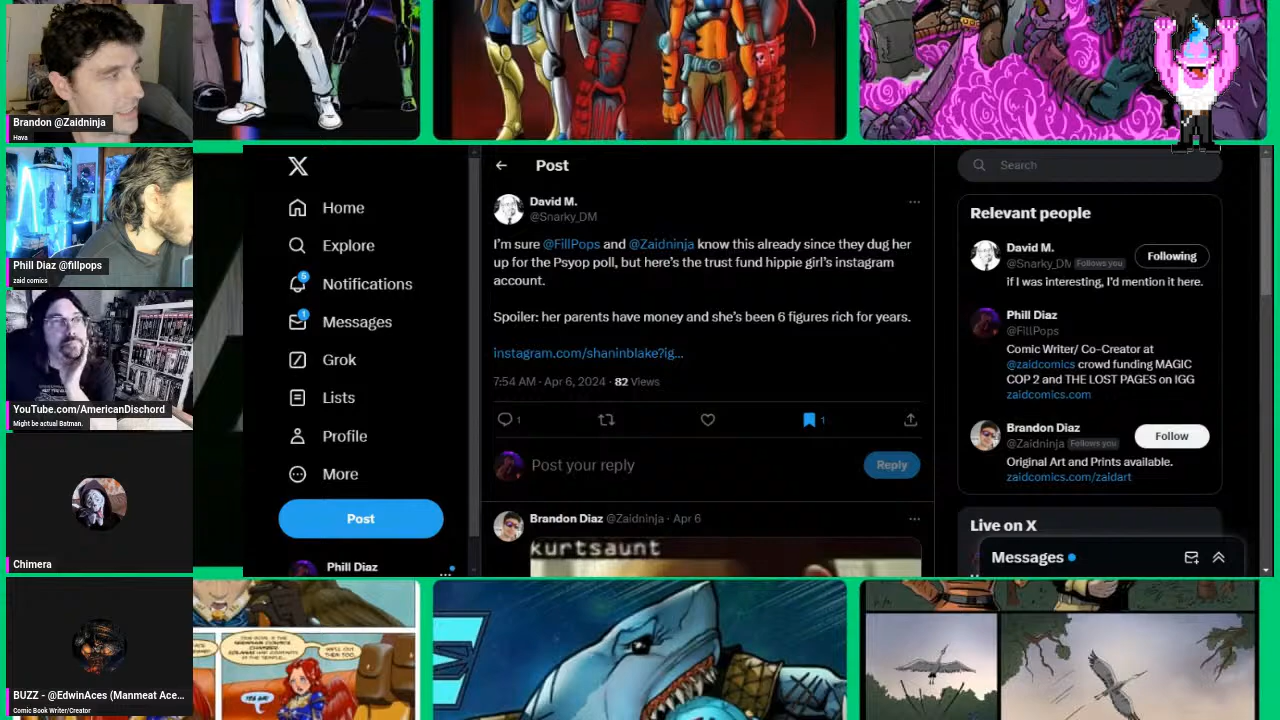 Brandon @Zaidninja
Hava
Phill Diaz @fillpops
zaid comics
YouTube.com/AmericanDischord
Might be actual Batman.
Chimera
BUZZ - @EdwinAces (Manmeat Ace...
Comic Book Writer/Creator
Home
Explore
5
Notifications
1
Messages
Grok
Lists
Profile
More
Post
Phill Diaz
Post
David M.
@Snarky_DM
I'm sure @FillPops and @Zaidninja know this already since they dug her
up for the Psyop poll, but here's the trust fund hippie girl's instagram
account.
Spoiler: her parents have money and she's been 6 figures rich for years.
instagram.com/shaninblake?ig...
7:54 AM · Apr 6, 2024 · 82 Views
1
1
Post your reply
Reply
Brandon Diaz @Zaidninja · Apr 6
kurtsaunt
Search
Relevant people
David M.
@Snarky_DM Follows you
Following
if I was interesting, I'd mention it here.
Phill Diaz
@FillPops
Comic Writer/ Co-Creator at
@zaidcomics crowd funding MAGIC
COP 2 and THE LOST PAGES on IGG
zaidcomics.com
Brandon Diaz
@Zaidninja Follows you
Follow
Original Art and Prints available.
zaidcomics.com/zaidart
Live on X
Messages